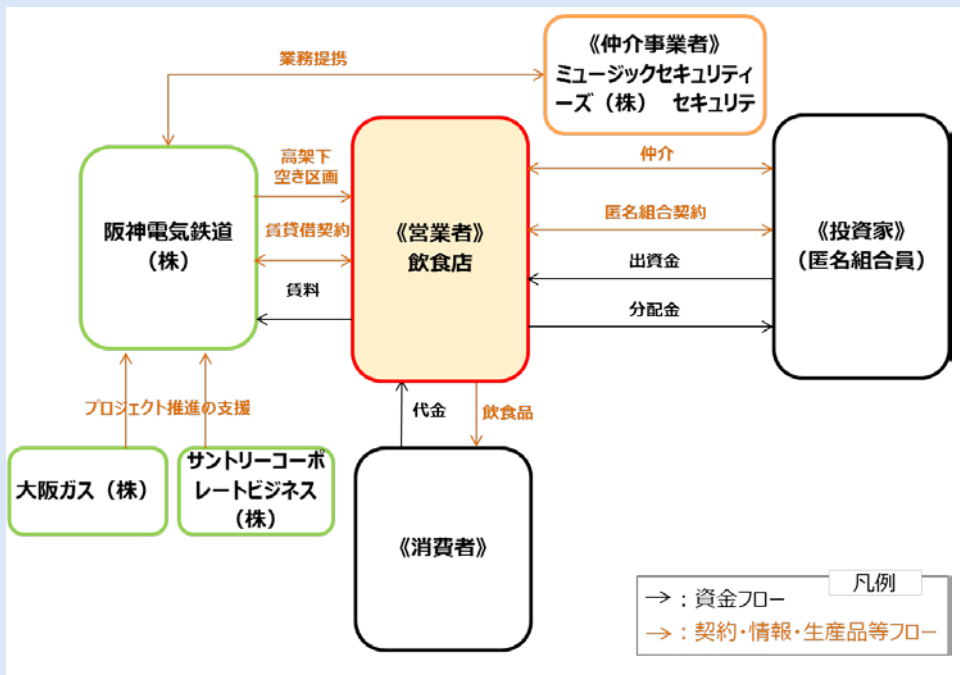 業務提携
《仲介事業者》
ミュージックセキュリティ
ーズ（株）　セキュリテ
高架下
空き区画
仲介
阪神電気鉄道
（株）
賃貸借契約
《営業者》
飲食店
匿名組合契約
《投資家》
（匿名組合員）
出資金
賃料
分配金
プロジェクト推進の支援
代金
飲食品
大阪ガス（株）
サントリーコーポ
レートビジネス
（株）
《消費者》
凡例
→：資金フロー
→：契約・情報・生産品等フロー